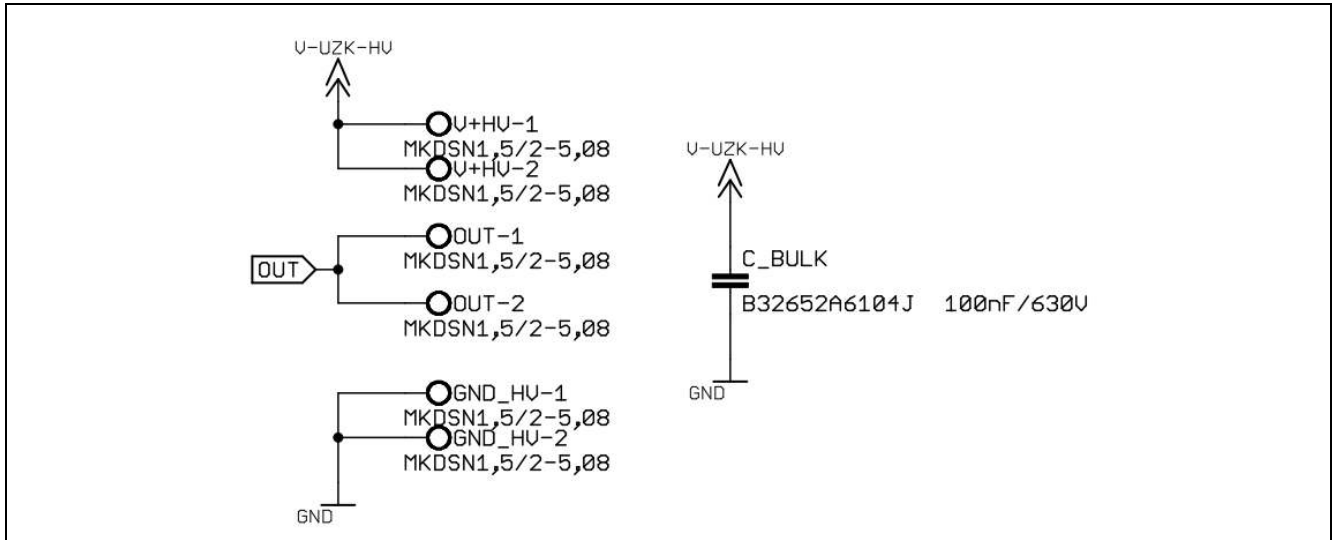 V-UZK-HV
V+HV-1
MKDSN1,5/2-5,08
V+HV-2
MKDSN1,5/2-5,08
OUT
OUT-1
MKDSN1,5/2-5,08
OUT-2
MKDSN1,5/2-5,08
GND_HV-1
MKDSN1,5/2-5,08
GND_HV-2
MKDSN1,5/2-5,08
GND
V-UZK-HV
C_BULK
B32652A6104J 100nF/630V
GND